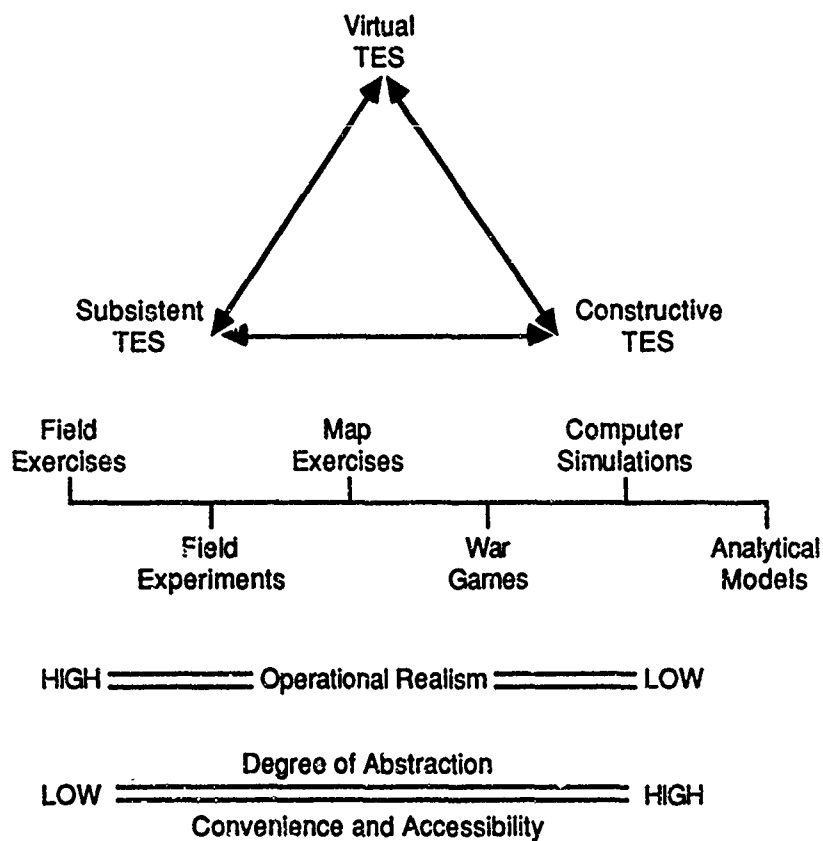 Virtual
TES
Subsistent
TES
Constructive
TES
Field
Exercises
Map
Exercises
Computer
Simulations
Field
Experiments
War
Games
Analytical
Models
HIGH Operational Realism LOW
Degree of Abstraction
LOW HIGH
Convenience and Accessibility